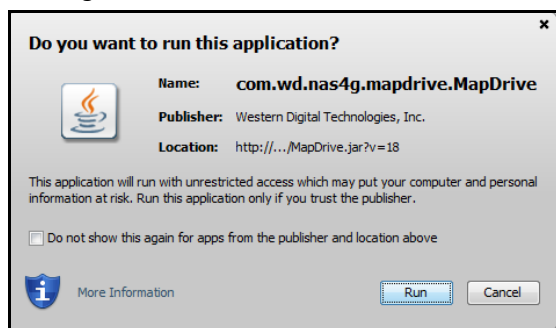 Do you want to run this application?
Name: com.wd.nas4g.mapdrive.MapDrive
Publisher: Western Digital Technologies, Inc.
Location: http://.../MapDrive.jar?v=18
This application will run with unrestricted access which may put your computer and personal
information at risk. Run this application only if you trust the publisher.
Do not show this again for apps from the publisher and location above
More Information
Run
Cancel